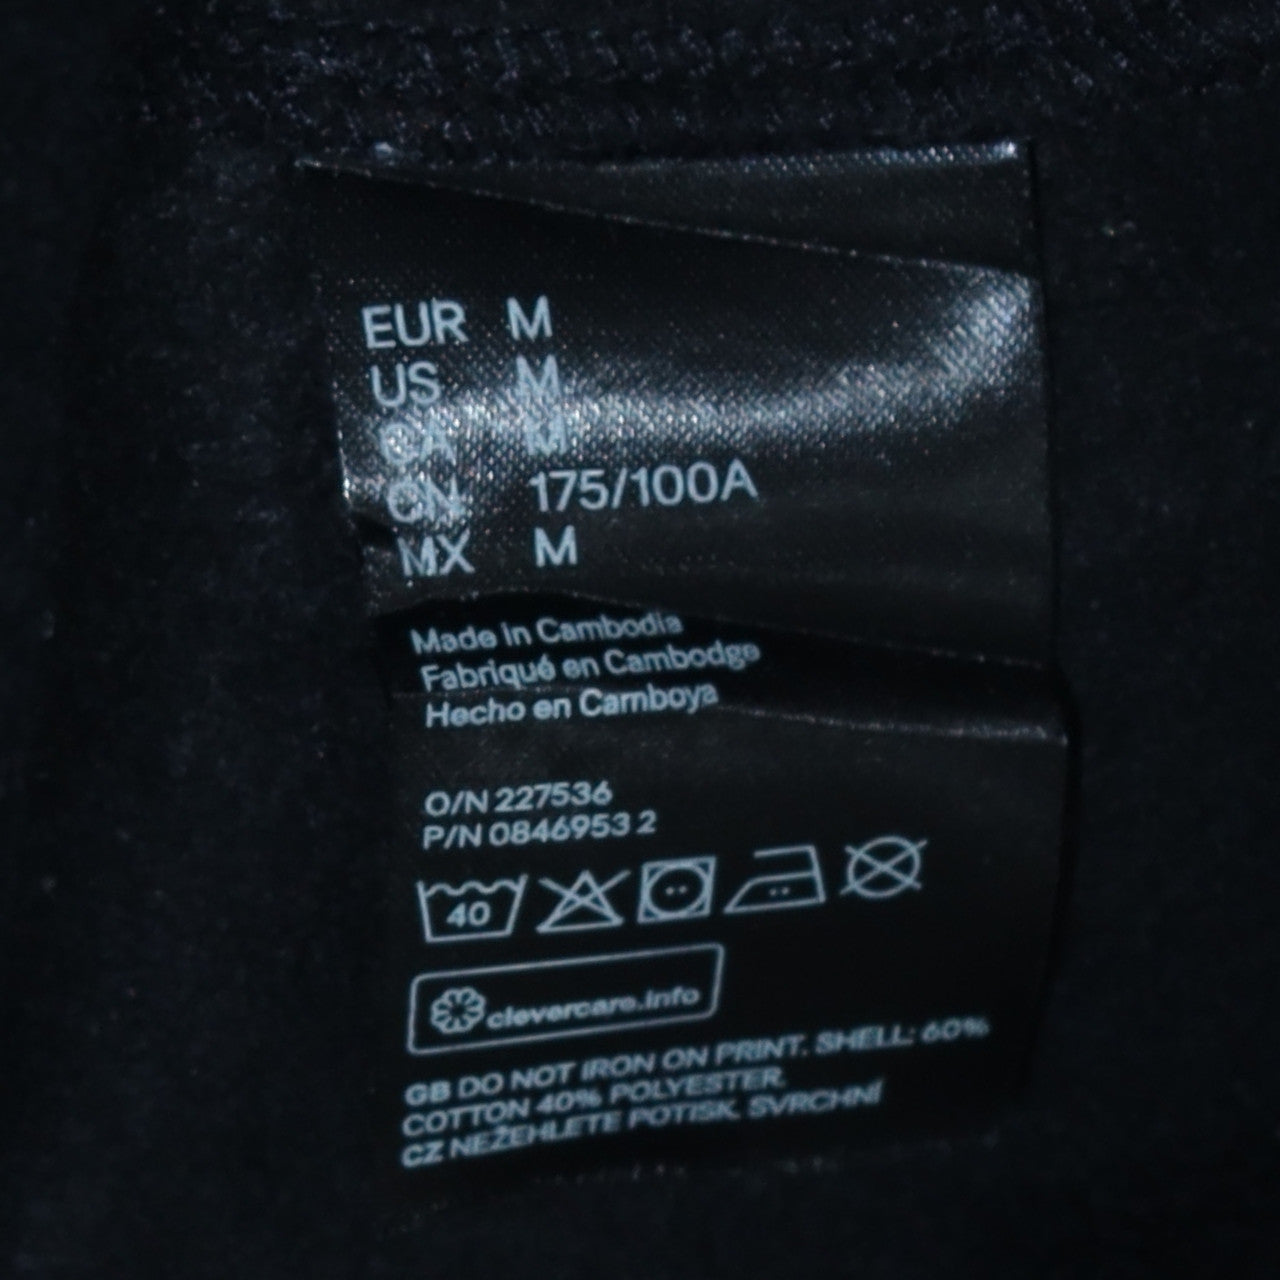 EUR M
US M
CA M
CN 175/100A
MX M
Made in Cambodia
Fabriqué en Cambodge
Hecho en Camboya
O/N 227536
P/N 0846953 2
40
clevercare.info
GB DO NOT IRON ON PRINT. SHELL: 60%
COTTON 40% POLYESTER.
CZ NEŽEHLETE POTISK. SVRCHNÍ